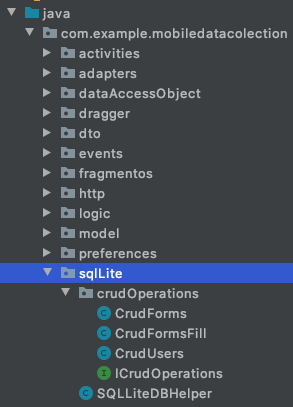 java
com.example.mobiledatacolection
activities
adapters
dataAccessObject
dragger
dto
events
fragmentos
http
logic
model
preferences
sqlLite
crudOperations
C CrudForms
C CrudFormsFill
C CrudUsers
I ICrudOperations
C SQLLiteDBHelper